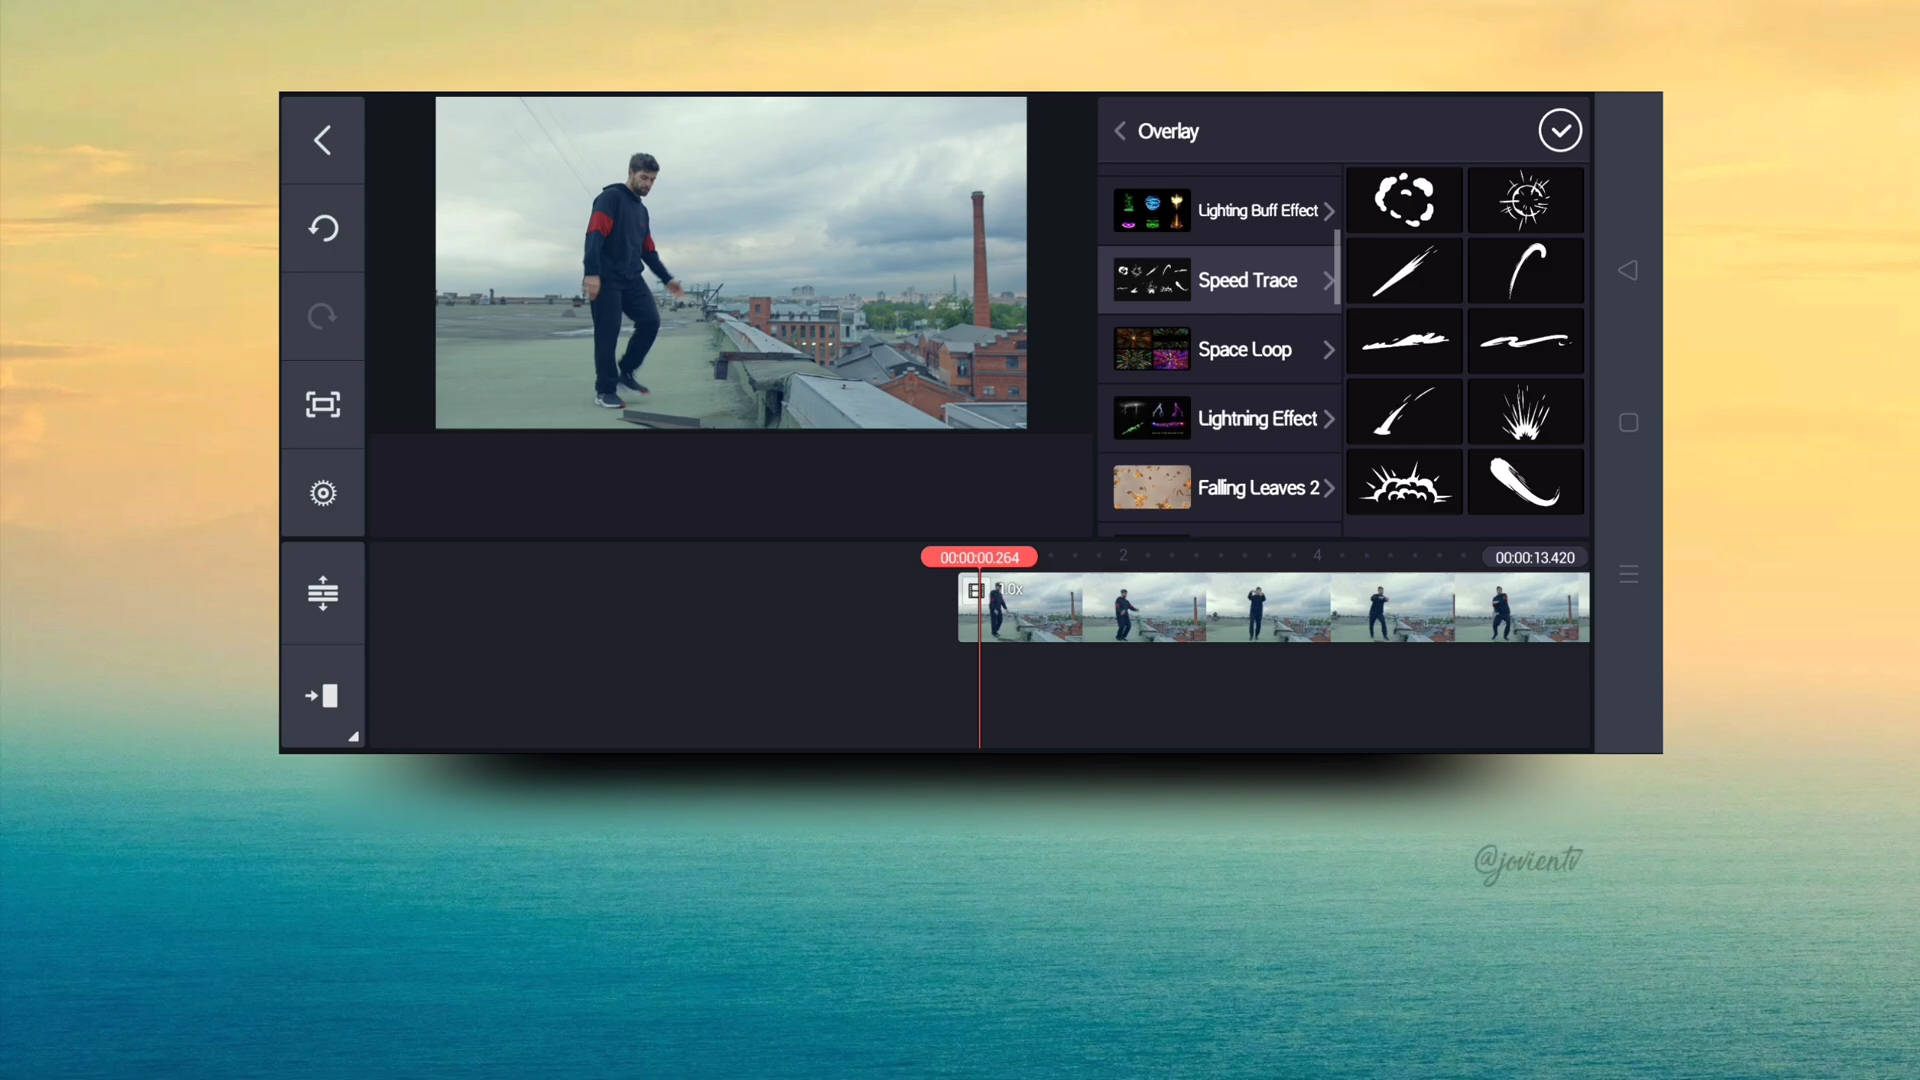 Overlay
Lighting Buff Effect
Speed Trace
Space Loop
Lightning Effect
Falling Leaves 2
00:00:00.264
2
4
00:00:13.420
1.0x
@jovientv